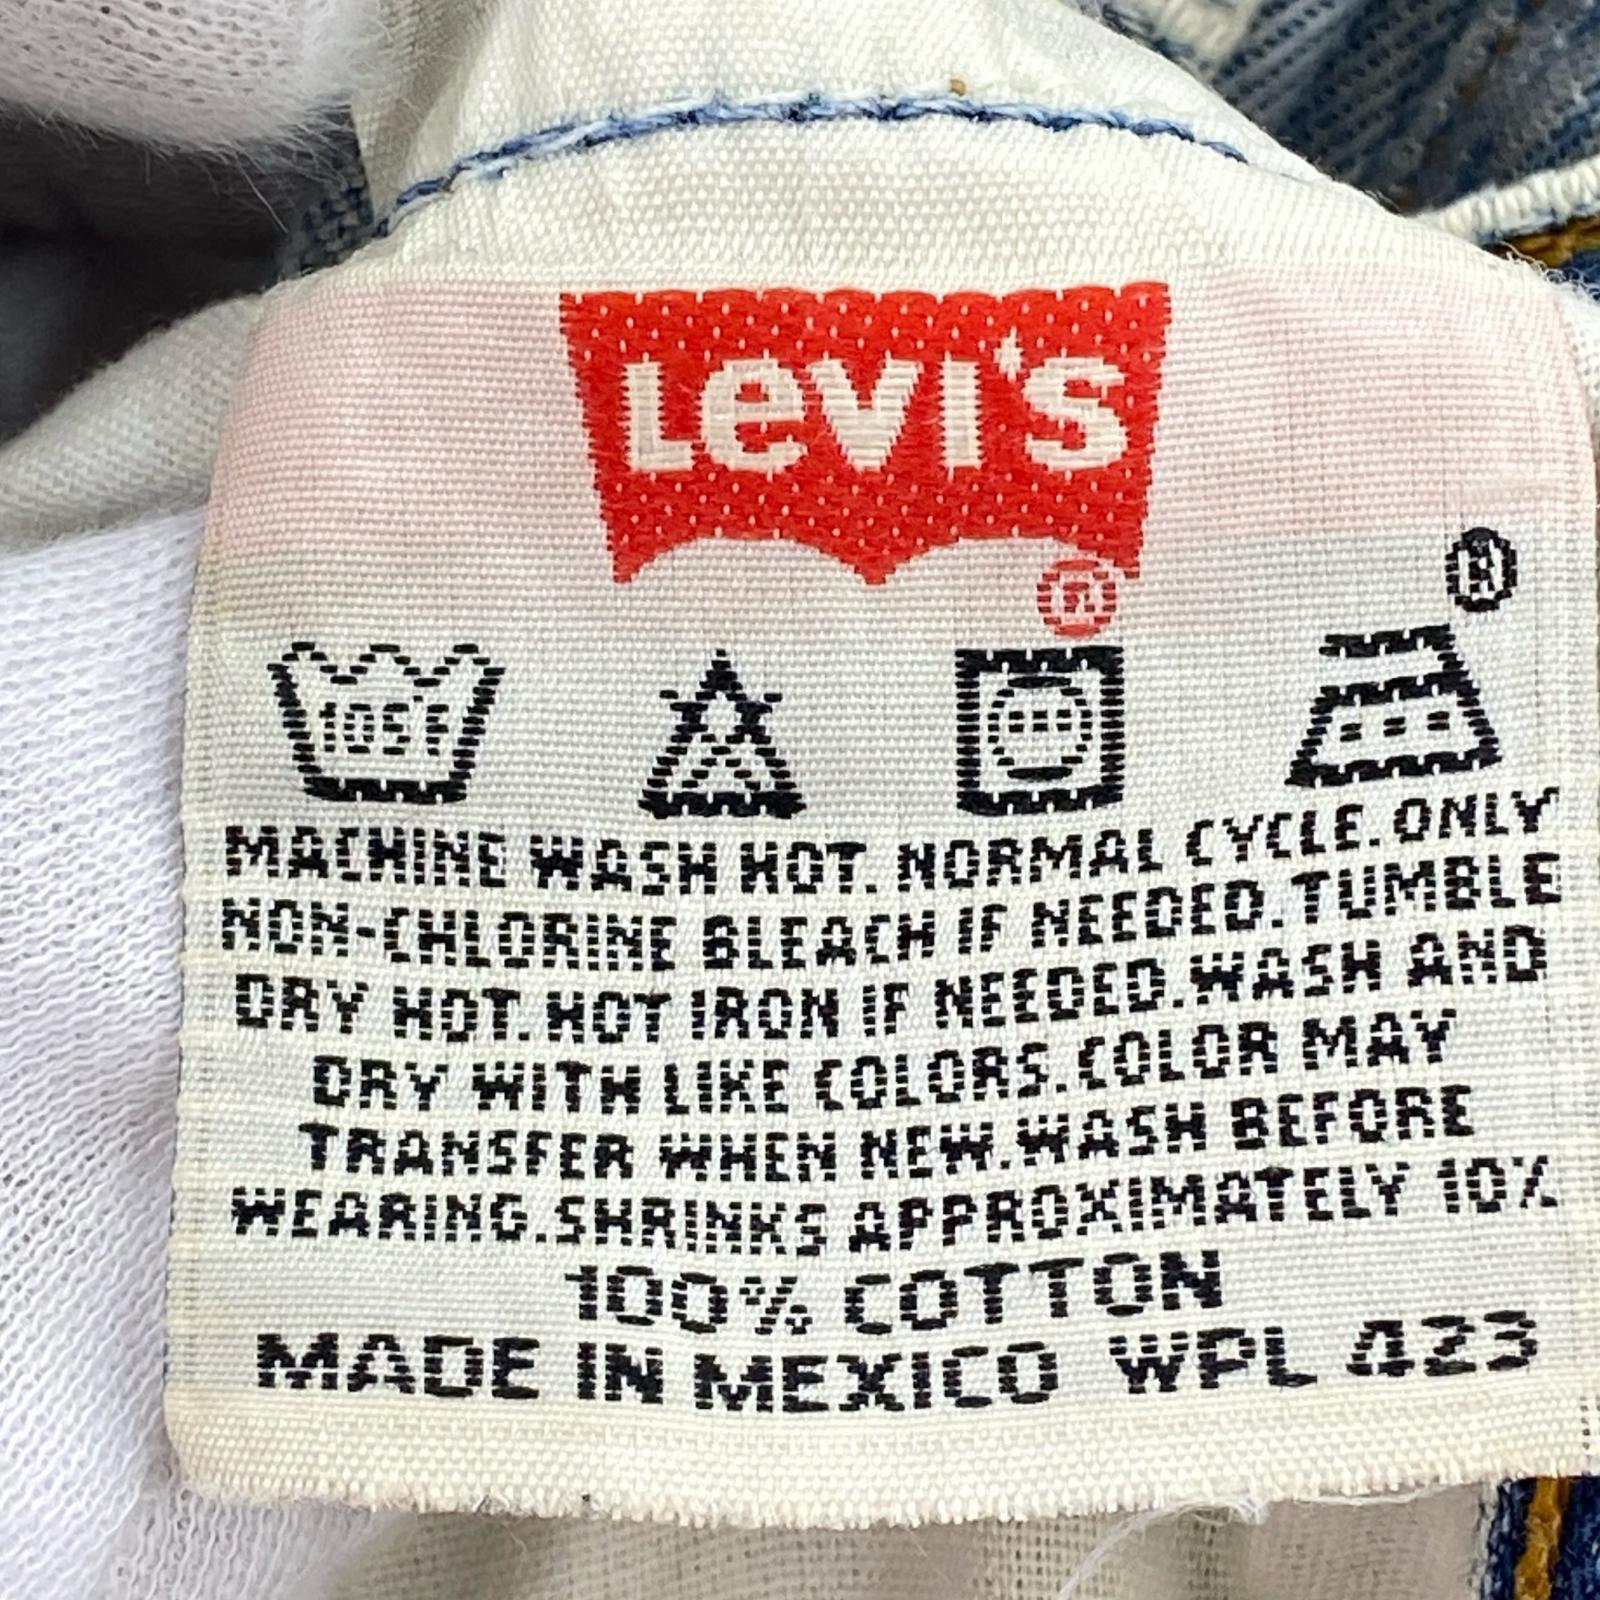 LEVI'S
®
®
105°F
MACHINE WASH HOT. NORMAL CYCLE. ONLY
NON-CHLORINE BLEACH IF NEEDED. TUMBLE
DRY HOT. HOT IRON IF NEEDED. WASH AND
DRY WITH LIKE COLORS. COLOR MAY
TRANSFER WHEN NEW. WASH BEFORE
WEARING. SHRINKS APPROXIMATELY 10%
100% COTTON
MADE IN MEXICO WPL 423